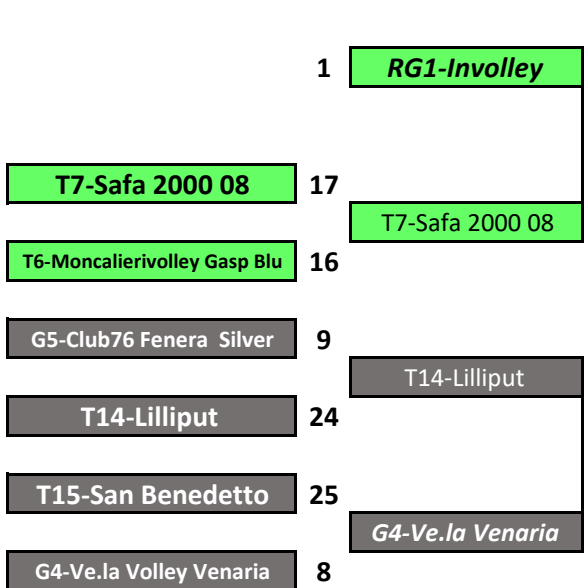 1 RG1-Involley
T7-Safa 2000 08 17
T7-Safa 2000 08
T6-Moncalierivolley Gasp Blu 16
G5-Club76 Fenera  Silver 9
T14-Lilliput
T14-Lilliput 24
T15-San Benedetto 25
G4-Ve.la Venaria
G4-Ve.la Volley Venaria 8